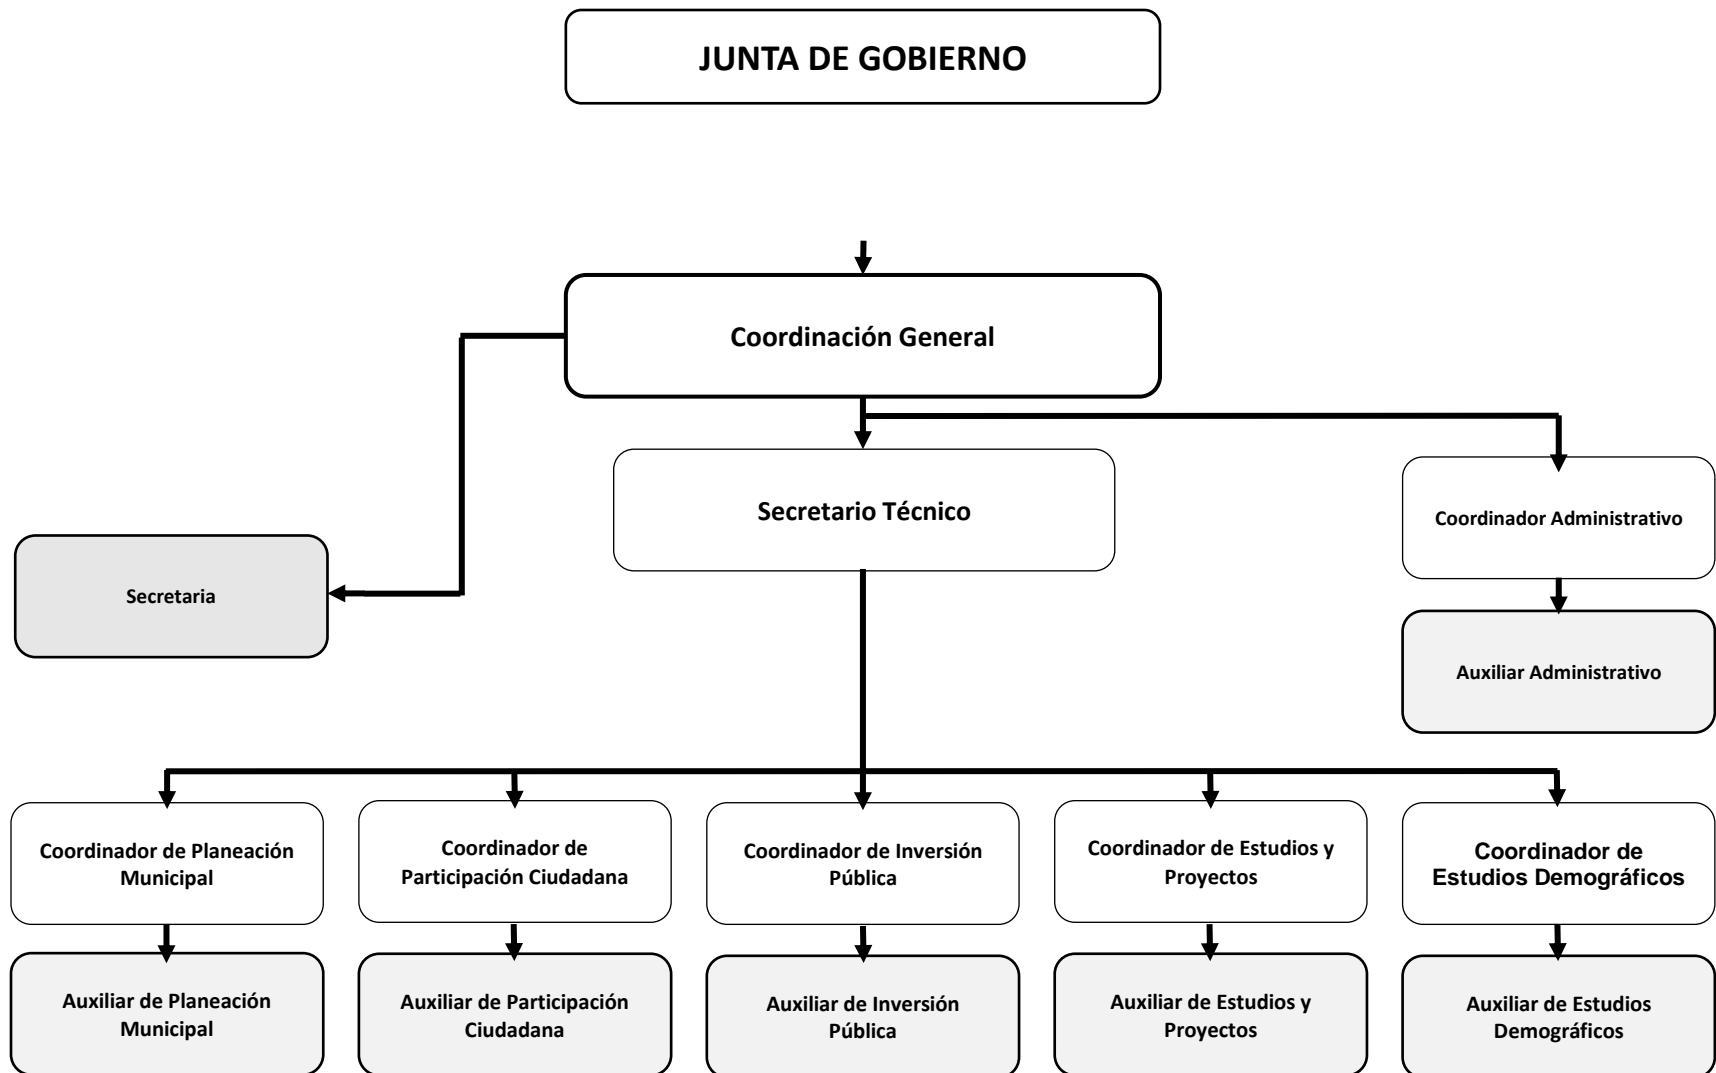 JUNTA DE GOBIERNO
Coordinación General
Secretario Técnico
Coordinador Administrativo
Secretaria
Auxiliar Administrativo
Coordinador de Planeación
Municipal
Coordinador de
Participación Ciudadana
Coordinador de Inversión
Pública
Coordinador de Estudios y
Proyectos
Coordinador de
Estudios Demográficos
Auxiliar de Planeación
Municipal
Auxiliar de Participación
Ciudadana
Auxiliar de Inversión
Pública
Auxiliar de Estudios y
Proyectos
Auxiliar de Estudios
Demográficos